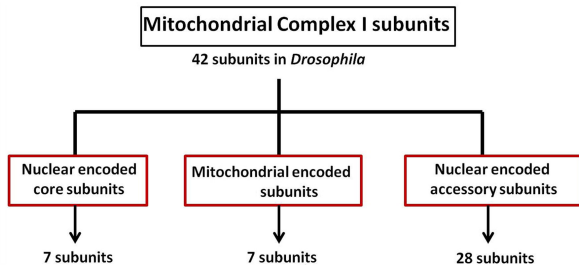 Mitochondrial Complex I subunits
42 subunits in Drosophila
Nuclear encoded
core subunits
Mitochondrial encoded
subunits
Nuclear encoded
accessory subunits
7 subunits
7 subunits
28 subunits